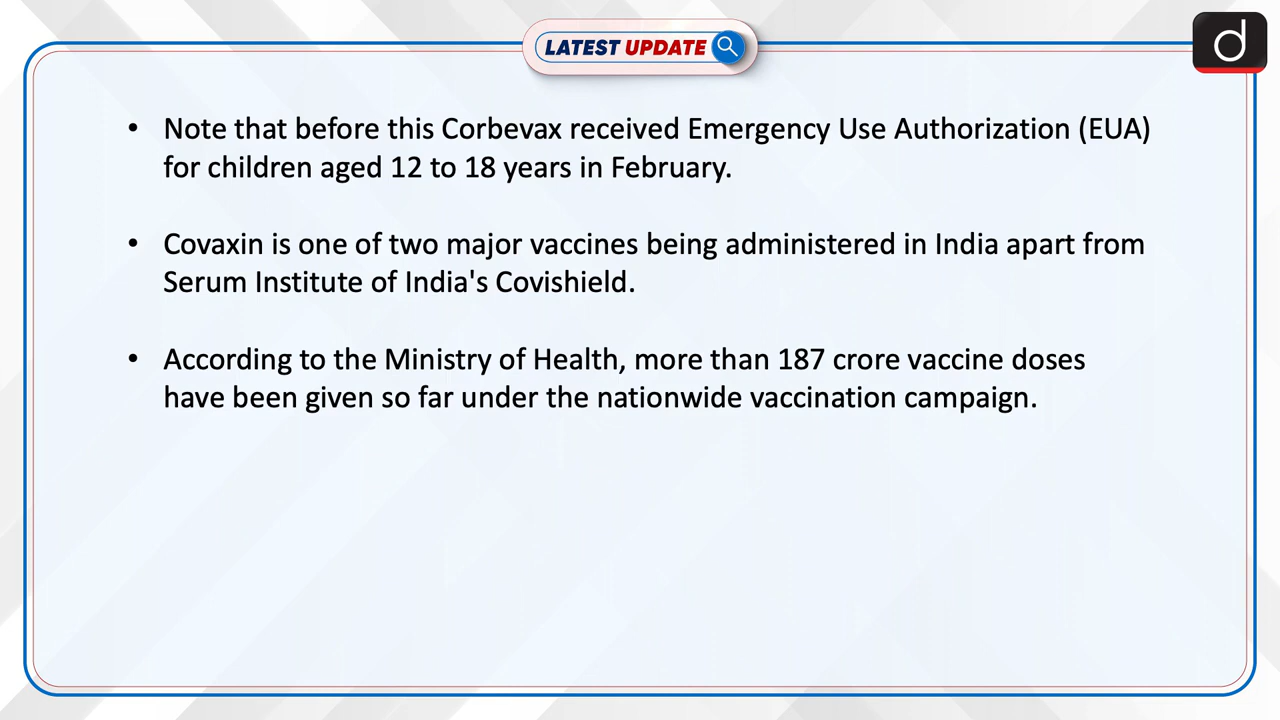 LATEST UPDATE
d
• Note that before this Corbevax received Emergency Use Authorization (EUA)
for children aged 12 to 18 years in February.
• Covaxin is one of two major vaccines being administered in India apart from
Serum Institute of India's Covishield.
• According to the Ministry of Health, more than 187 crore vaccine doses
have been given so far under the nationwide vaccination campaign.